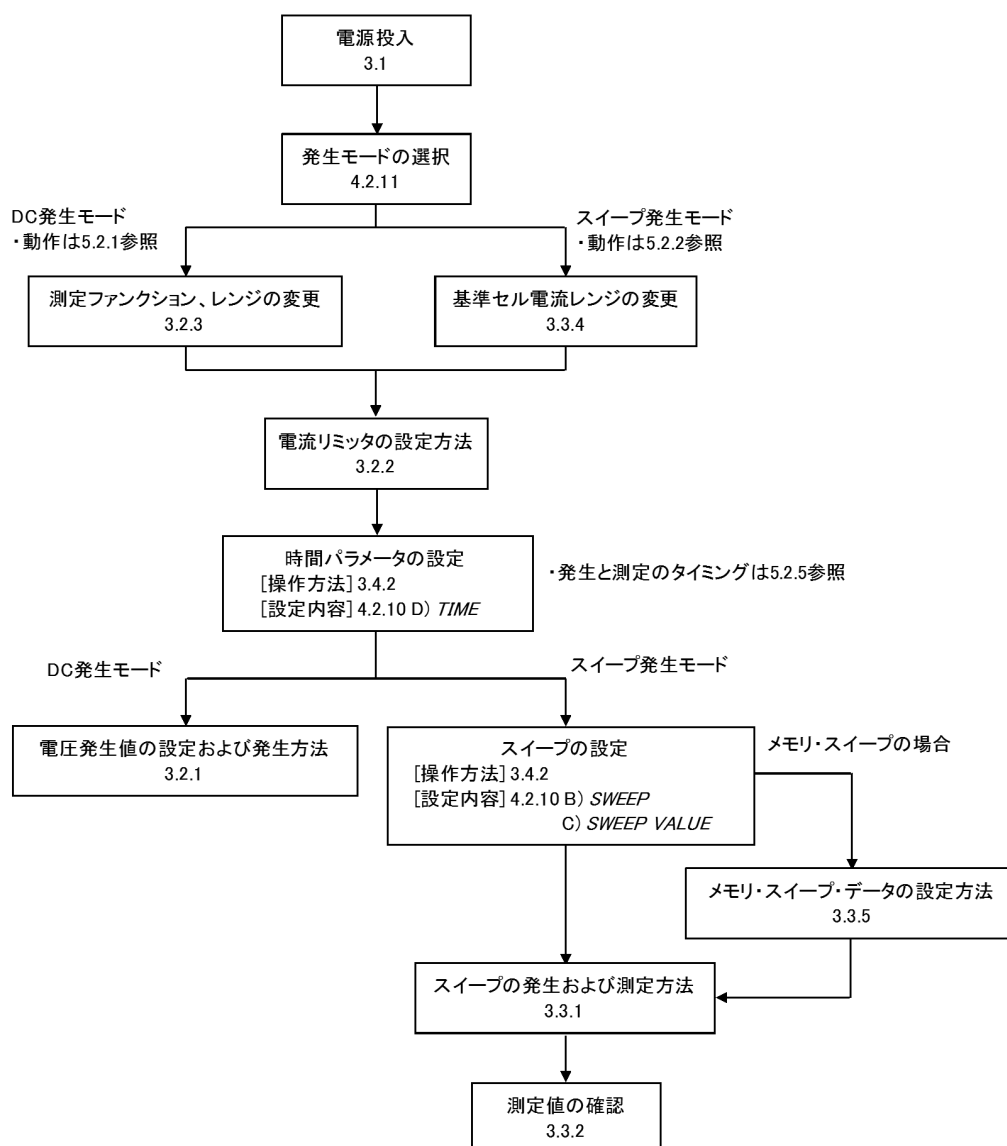 電源投入
3.1
発生モードの選択
4.2.11
DC発生モード
・動作は5.2.1参照
スイープ発生モード
・動作は5.2.2参照
測定ファンクション、レンジの変更
3.2.3
基準セル電流レンジの変更
3.3.4
電流リミッタの設定方法
3.2.2
時間パラメータの設定
[操作方法] 3.4.2
[設定内容] 4.2.10 D) TIME
・発生と測定のタイミングは5.2.5参照
DC発生モード
スイープ発生モード
電圧発生値の設定および発生方法
3.2.1
スイープの設定
[操作方法] 3.4.2
[設定内容] 4.2.10 B) SWEEP
C) SWEEP VALUE
メモリ・スイープの場合
メモリ・スイープ・データの設定方法
3.3.5
スイープの発生および測定方法
3.3.1
測定値の確認
3.3.2